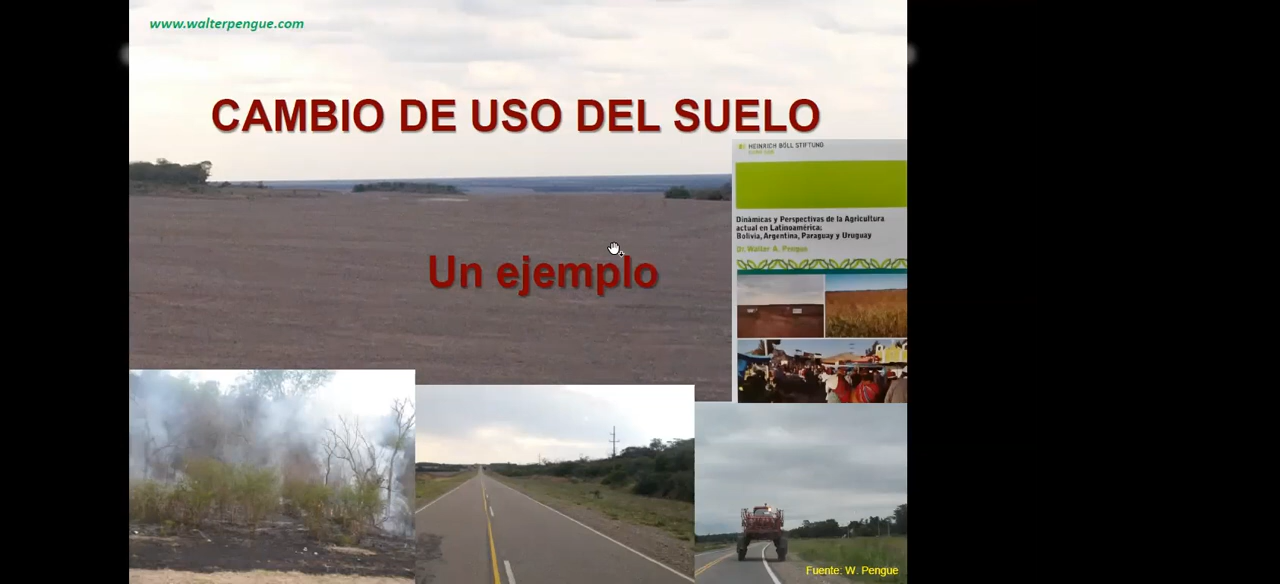 www.walterpengue.com
CAMBIO DE USO DEL SUELO
HEINRICH BÖLL STIFTUNG
Dinámicas y Perspectivas de la Agricultura
actual en Latinoamérica:
Bolivia, Argentina, Paraguay y Uruguay
Dr. Walter A. Pengue
Un ejemplo
Fuente: W. Pengue